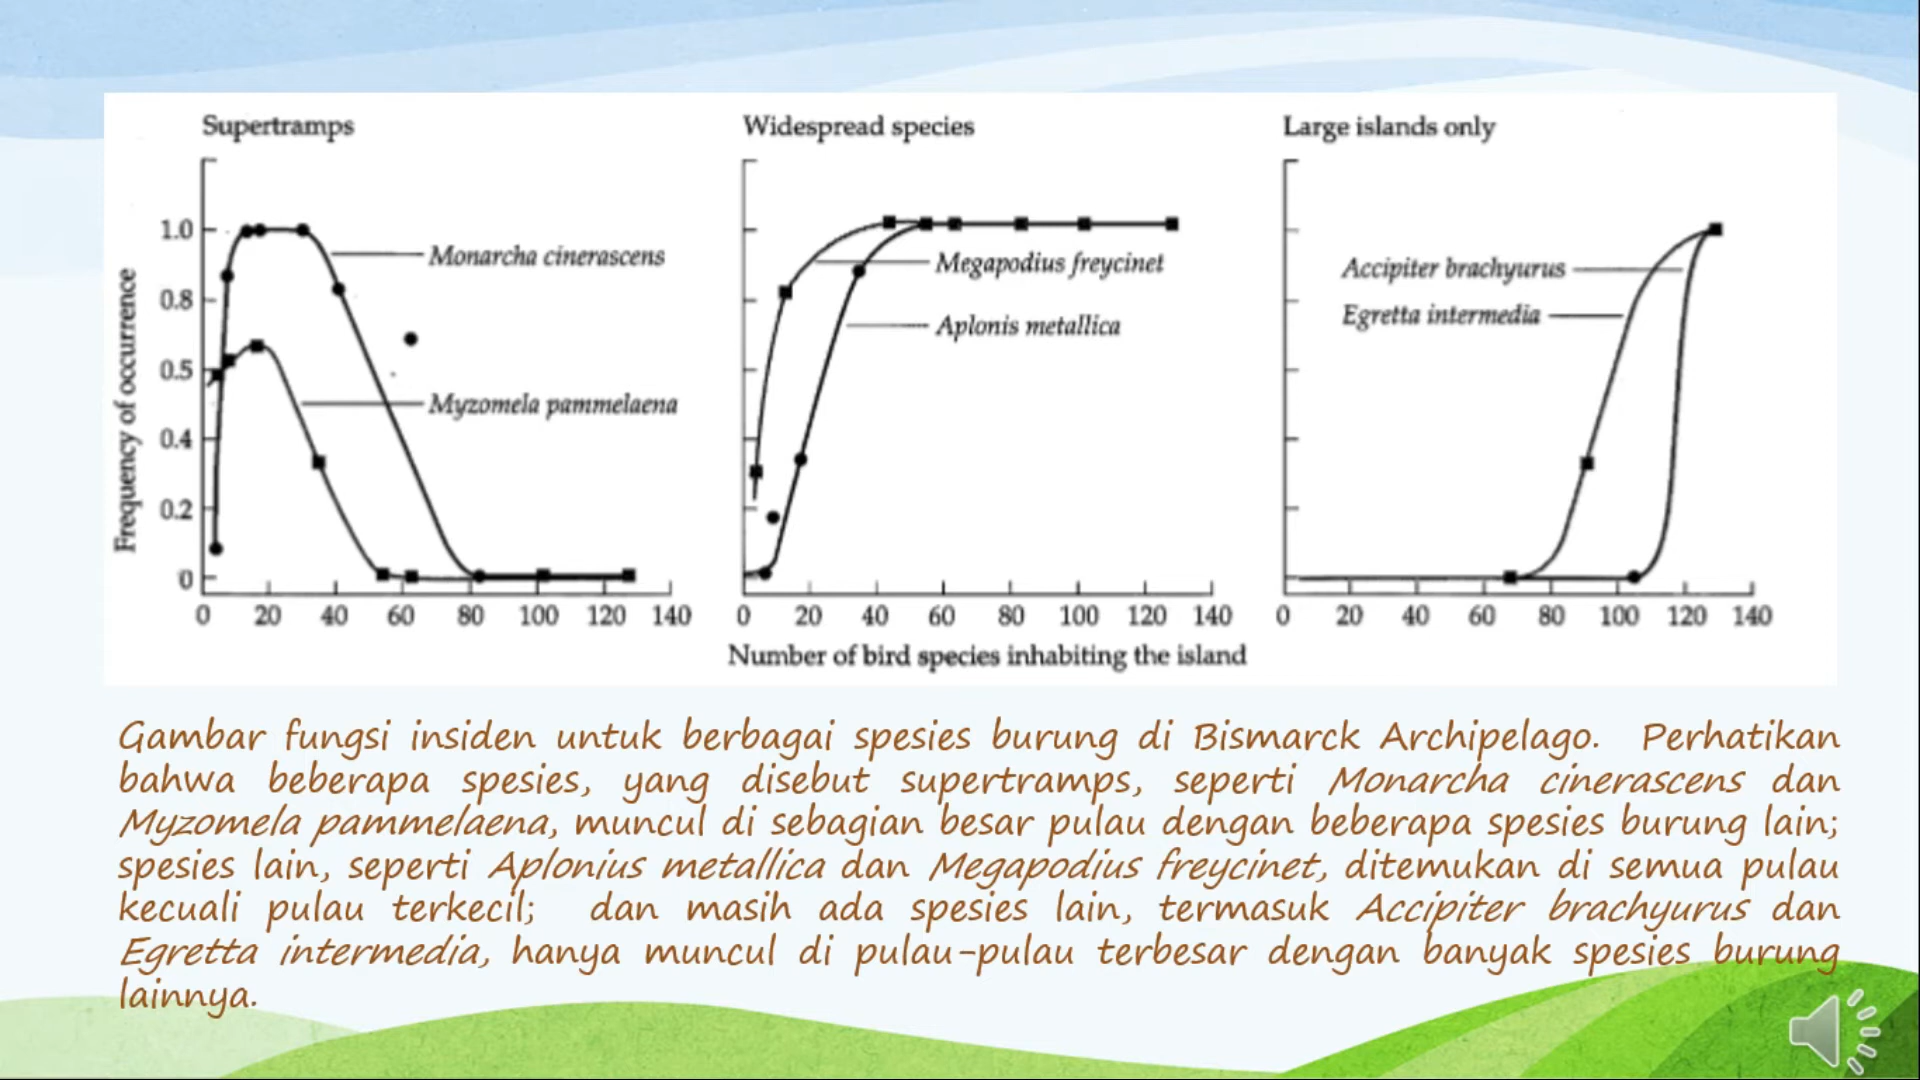 Supertramps
Widespread species
Large islands only
Frequency of occurrence
1.0
0.8
0.5
0.4
0.2
0
Monarcha cinerascens
Myzomela pammelaena
Megapodius freycinet
Aplonis metallica
Accipiter brachyurus
Egretta intermedia
0 20 40 60 80 100 120 140
0 20 40 60 80 100 120 140
0 20 40 60 80 100 120 140
Number of bird species inhabiting the island
Gambar fungsi insiden untuk berbagai spesies burung di Bismarck Archipelago. Perhatikan
bahwa beberapa spesies, yang disebut supertramps, seperti Monarcha cinerascens dan
Myzomela pammelaena, muncul di sebagian besar pulau dengan beberapa spesies burung lain;
spesies lain, seperti Aplonius metallica dan Megapodius freycinet, ditemukan di semua pulau
kecuali pulau terkecil; dan masih ada spesies lain, termasuk Accipiter brachyurus dan
Egretta intermedia, hanya muncul di pulau-pulau terbesar dengan banyak spesies burung
lainnya.